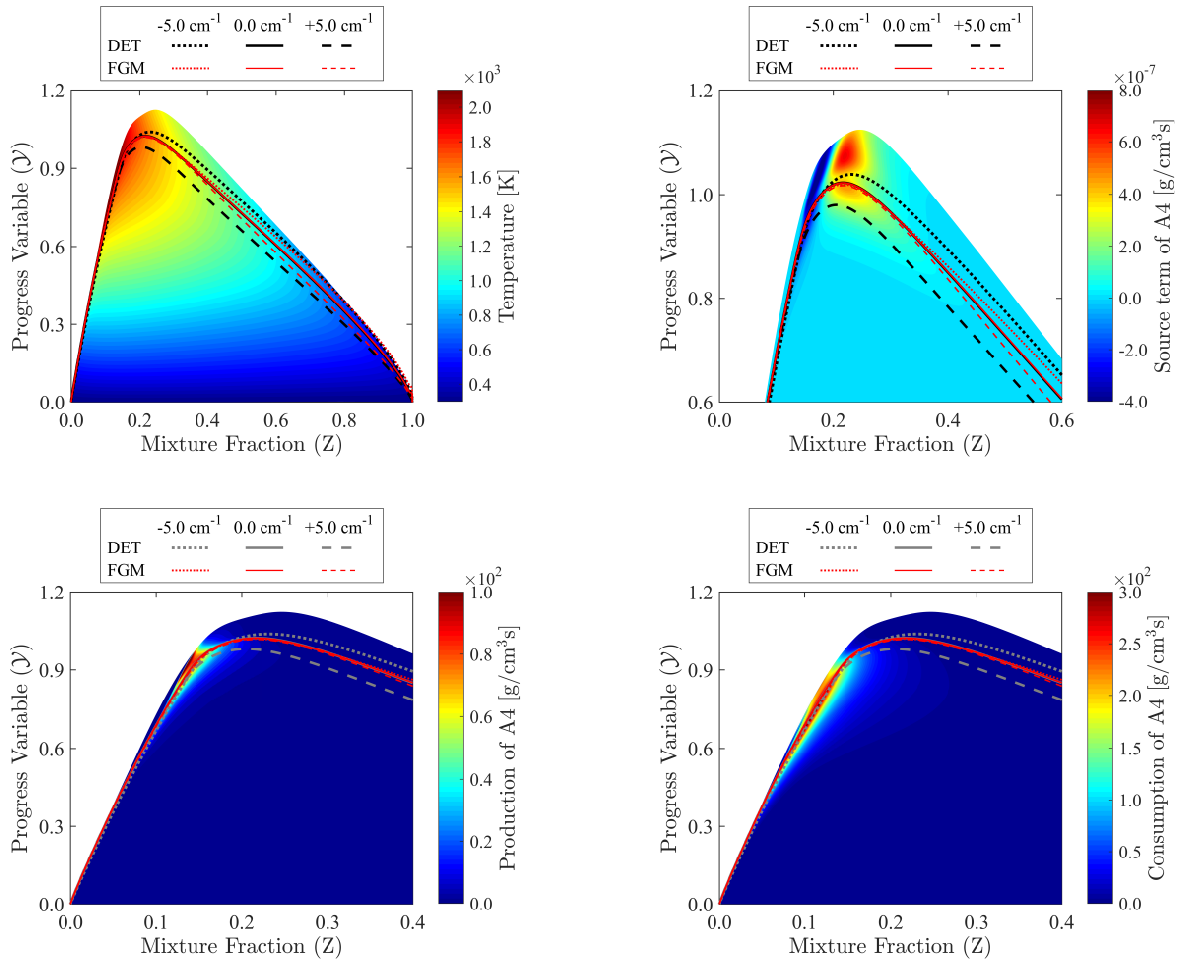 -5.0 cm⁻¹ 0.0 cm⁻¹ +5.0 cm⁻¹
DET
FGM
×10³
1.2
0.9
0.6
0.3
0.0
Progress Variable (𝒴)
0.0 0.2 0.4 0.6 0.8 1.0
Mixture Fraction (Z)
2.0
1.8
1.6
1.4
1.2
1.0
0.8
0.6
0.4
Temperature [K]
-5.0 cm⁻¹ 0.0 cm⁻¹ +5.0 cm⁻¹
DET
FGM
×10⁻⁷
1.2
1.0
0.8
0.6
Progress Variable (𝒴)
0.0 0.2 0.4 0.6
Mixture Fraction (Z)
8.0
6.0
4.0
2.0
0.0
-2.0
-4.0
Source term of A4 [g/cm³s]
-5.0 cm⁻¹ 0.0 cm⁻¹ +5.0 cm⁻¹
DET
FGM
×10²
1.2
0.9
0.6
0.3
0.0
Progress Variable (𝒴)
0.0 0.1 0.2 0.3 0.4
Mixture Fraction (Z)
1.0
0.8
0.6
0.4
0.2
0.0
Production of A4 [g/cm³s]
-5.0 cm⁻¹ 0.0 cm⁻¹ +5.0 cm⁻¹
DET
FGM
×10²
1.2
0.9
0.6
0.3
0.0
Progress Variable (𝒴)
0.0 0.1 0.2 0.3 0.4
Mixture Fraction (Z)
3.0
2.5
2.0
1.5
1.0
0.5
0.0
Consumption of A4 [g/cm³s]